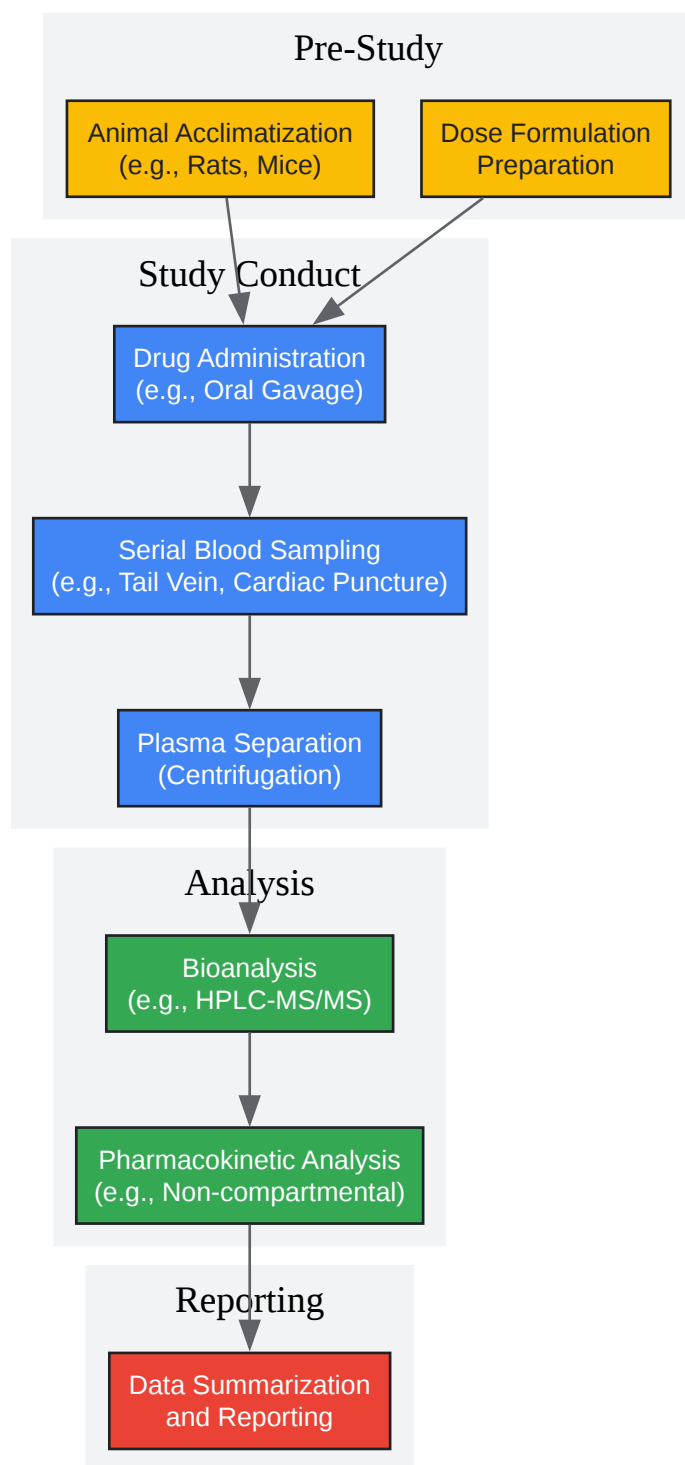 Pre-Study
Animal Acclimatization
(e.g., Rats, Mice)
Dose Formulation
Preparation
Study Conduct
Drug Administration
(e.g., Oral Gavage)
Serial Blood Sampling
(e.g., Tail Vein, Cardiac Puncture)
Plasma Separation
(Centrifugation)
Analysis
Bioanalysis
(e.g., HPLC-MS/MS)
Pharmacokinetic Analysis
(e.g., Non-compartmental)
Reporting
Data Summarization
and Reporting